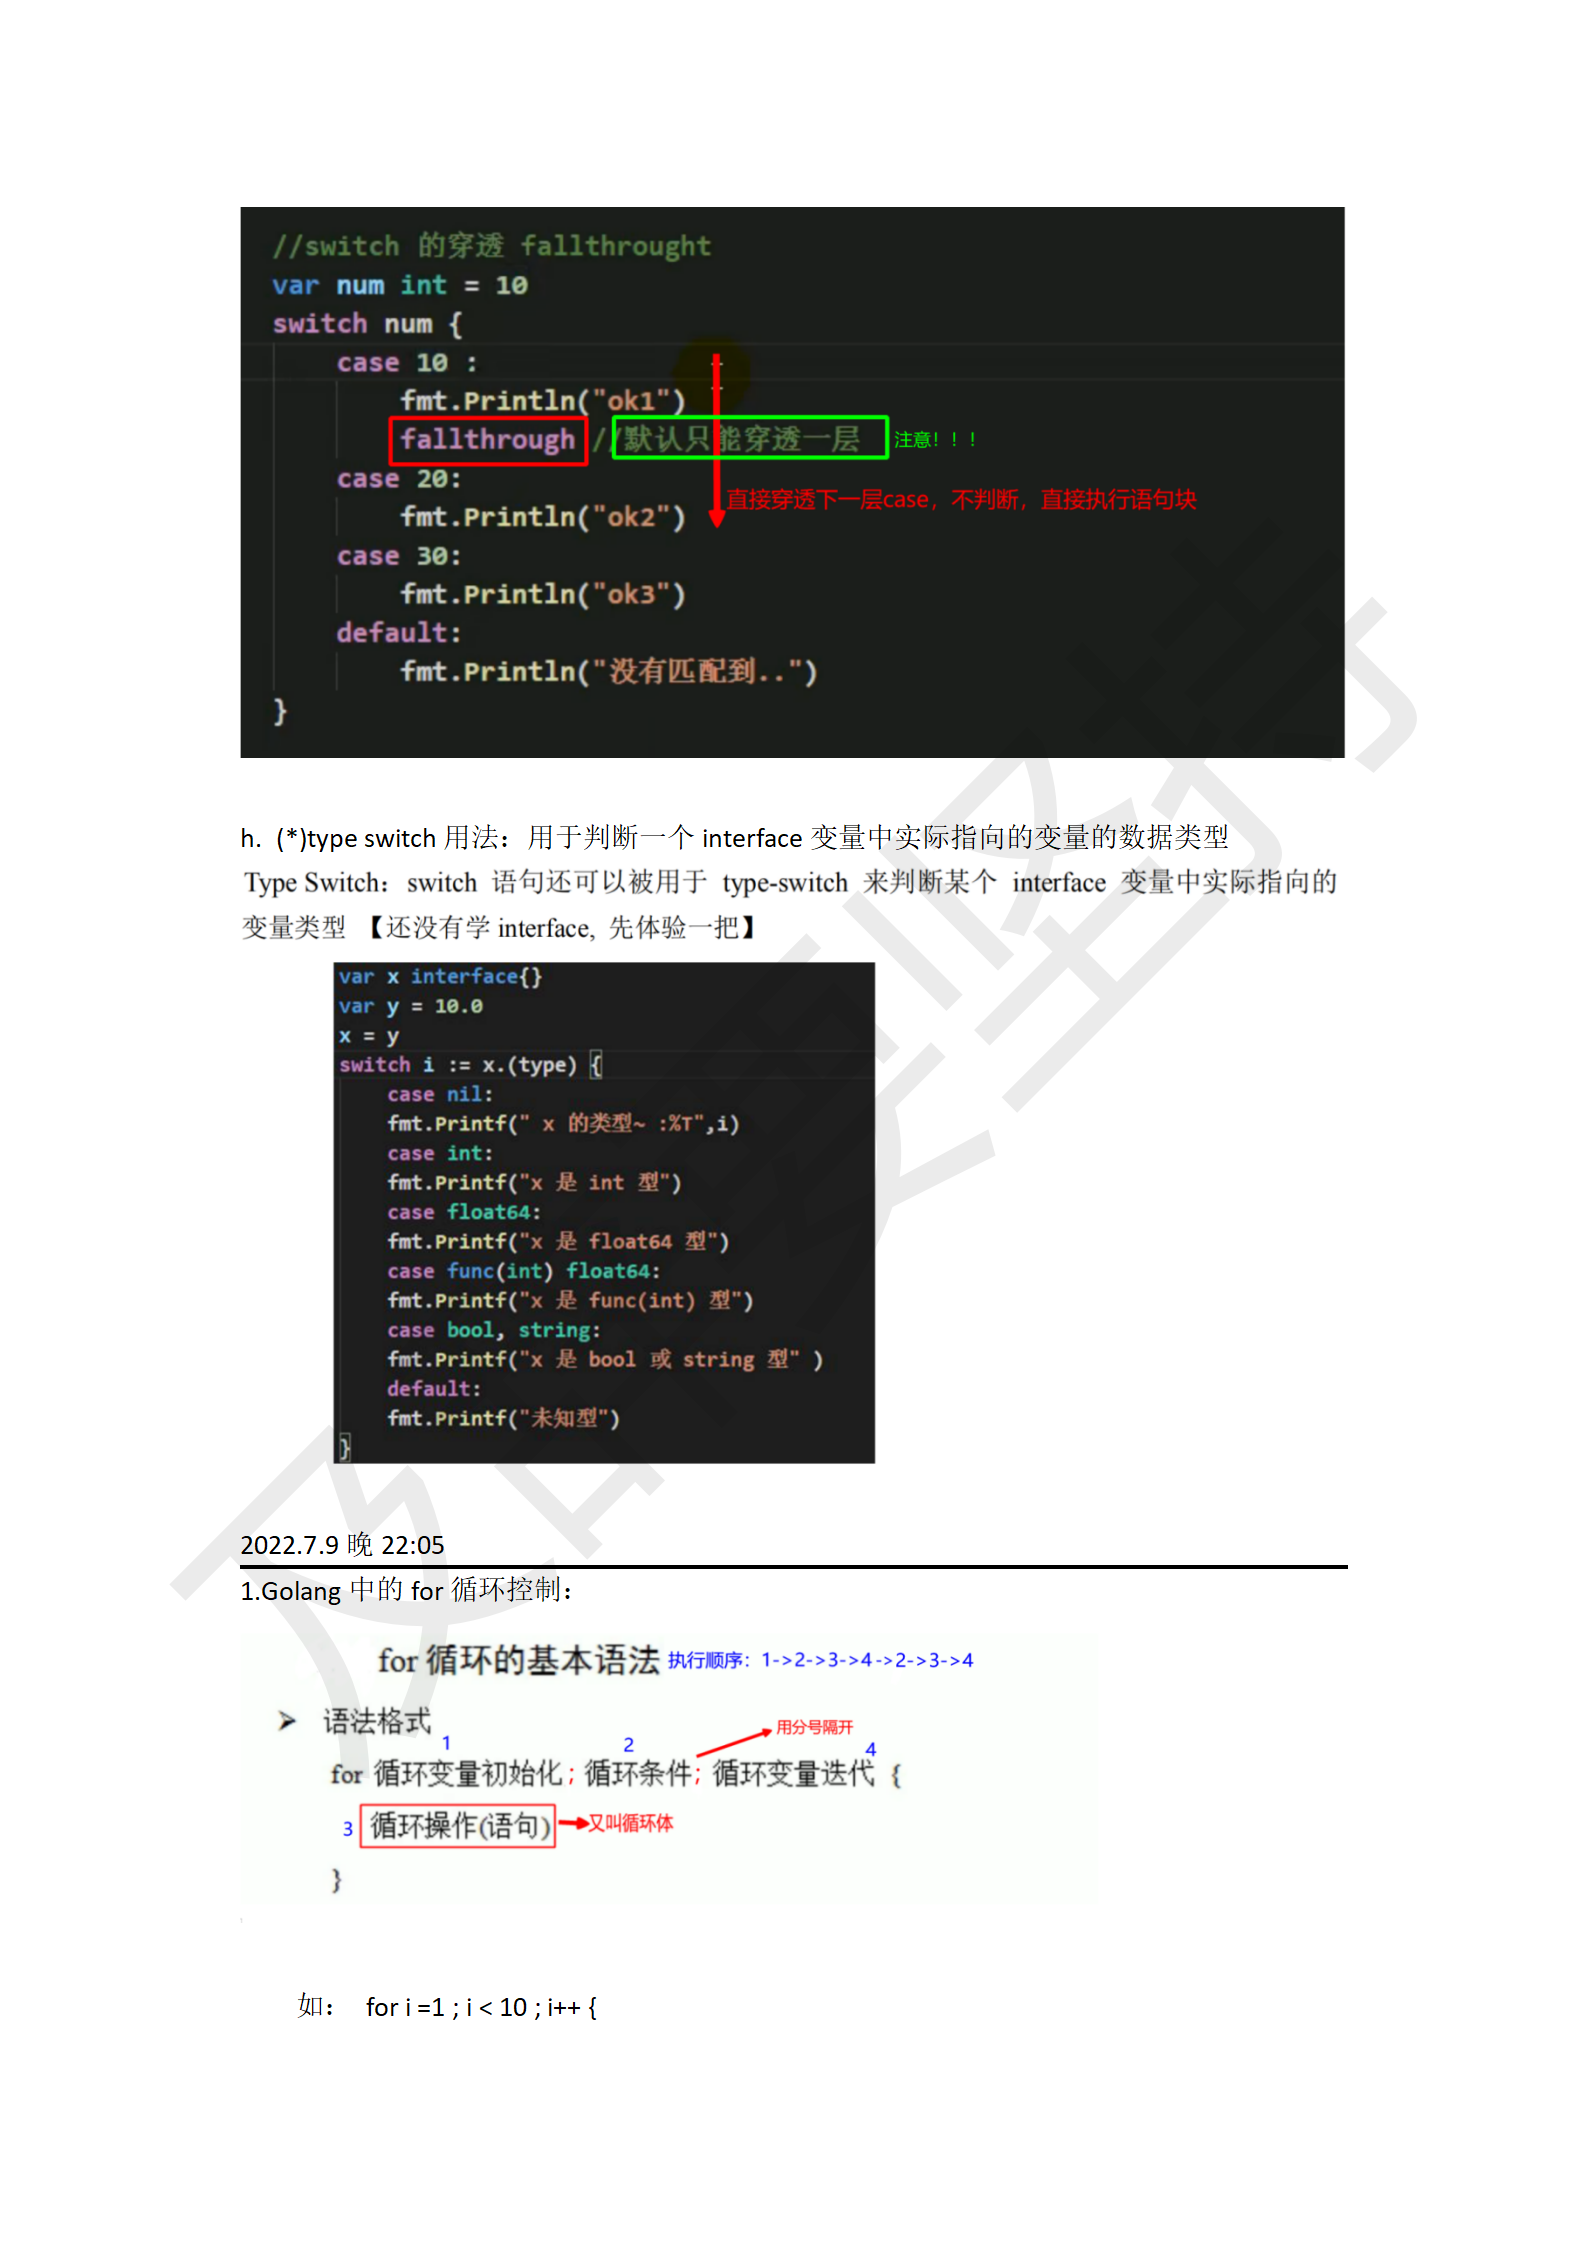 //switch 的穿透 fallthrought
var num int = 10
switch num {
case 10 :
fmt.Println("ok1")
fallthrough //默认只能穿透一层 注意！！！
case 20:
直接穿透下一层case，不判断，直接执行语句块
fmt.Println("ok2")
case 30:
fmt.Println("ok3")
default:
fmt.Println("没有匹配到..")
}
h. (*)type switch 用法：用于判断一个 interface 变量中实际指向的变量的数据类型
Type Switch：switch 语句还可以被用于 type-switch 来判断某个 interface 变量中实际指向的
变量类型 【还没有学 interface, 先体验一把】
var x interface{}
var y = 10.0
x = y
switch i := x.(type) {
case nil:
fmt.Printf(" x 的类型~ :%T",i)
case int:
fmt.Printf("x 是 int 型")
case float64:
fmt.Printf("x 是 float64 型")
case func(int) float64:
fmt.Printf("x 是 func(int) 型")
case bool, string:
fmt.Printf("x 是 bool 或 string 型" )
default:
fmt.Printf("未知型")
}
2022.7.9 晚 22:05
1.Golang 中的 for 循环控制：
for 循环的基本语法 执行顺序：1->2->3->4->2->3->4
➤ 语法格式
用分号隔开
1 2 4
for 循环变量初始化; 循环条件; 循环变量迭代 {
3 循环操作(语句) 又叫循环体
}
如： for i =1 ; i < 10 ; i++ {